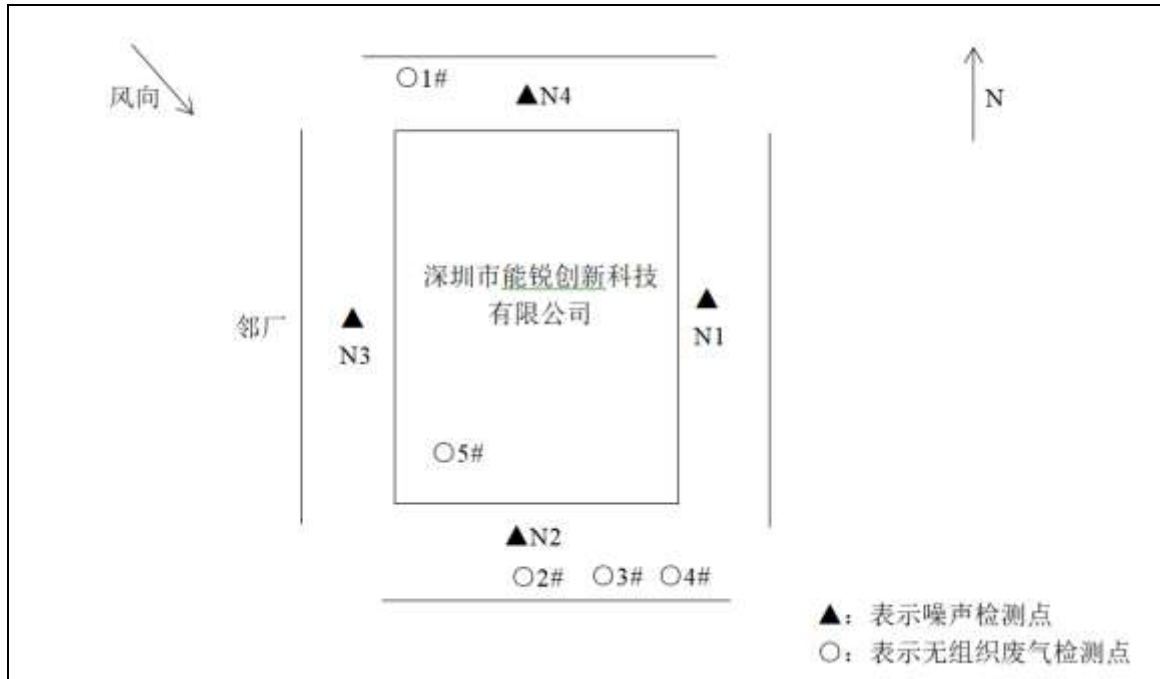 ○1#
▲N4
风向
N
深圳市能锐创新科技
有限公司
邻厂
▲
N3
▲
N1
○5#
▲N2
○2# ○3# ○4#
▲：表示噪声检测点
○：表示无组织废气检测点